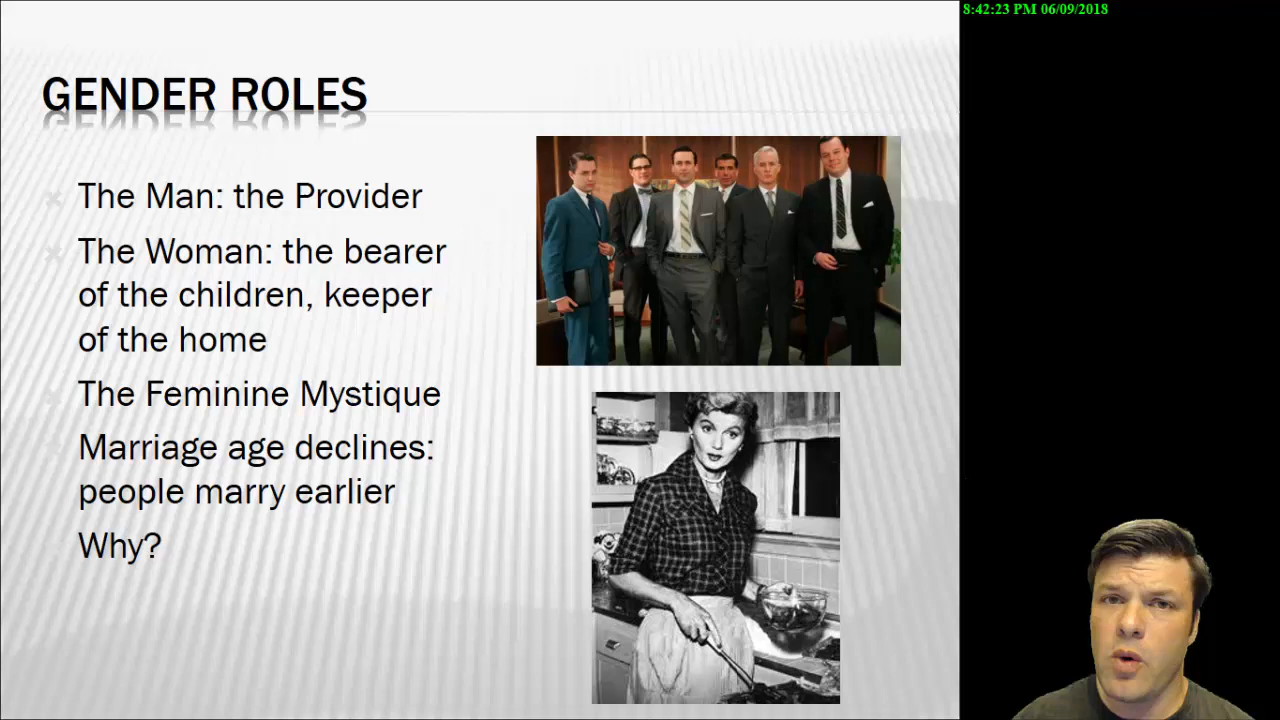 8:42:23 PM 06/09/2018
GENDER ROLES
The Man: the Provider
The Woman: the bearer
of the children, keeper
of the home
The Feminine Mystique
Marriage age declines:
people marry earlier
Why?